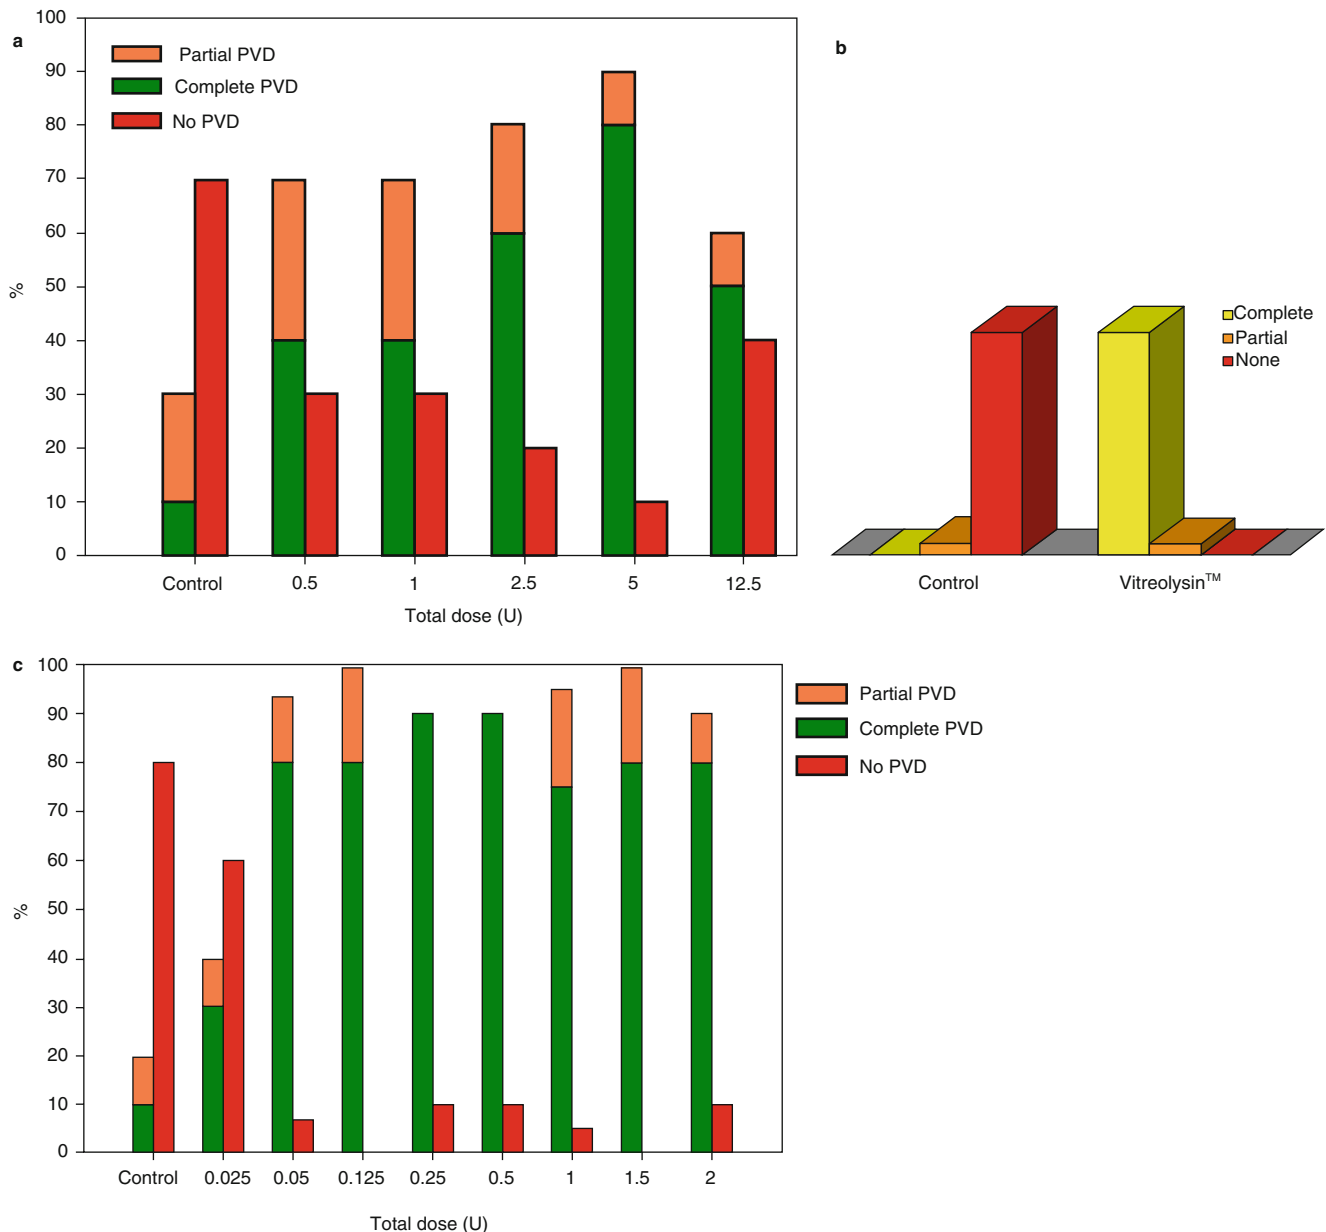 a
100
90
80
70
60
50
40
30
20
10
0
%
Partial PVD
Complete PVD
No PVD
Control 0.5 1 2.5 5 12.5
Total dose (U)
b
Complete
Partial
None
Control Vitreolysin™
c
100
90
80
70
60
50
40
30
20
10
0
%
Control 0.025 0.05 0.125 0.25 0.5 1 1.5 2
Total dose (U)
Partial PVD
Complete PVD
No PVD